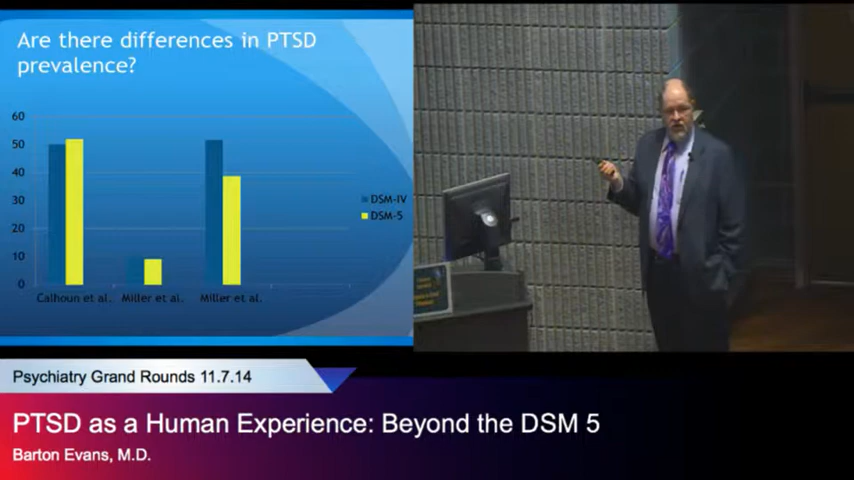 Are there differences in PTSD
prevalence?
60
50
40
30
20
10
0
DSM-IV
DSM-5
Calhoun et al. Miller et al. Miller et al.
Psychiatry Grand Rounds 11.7.14
PTSD as a Human Experience: Beyond the DSM 5
Barton Evans, M.D.